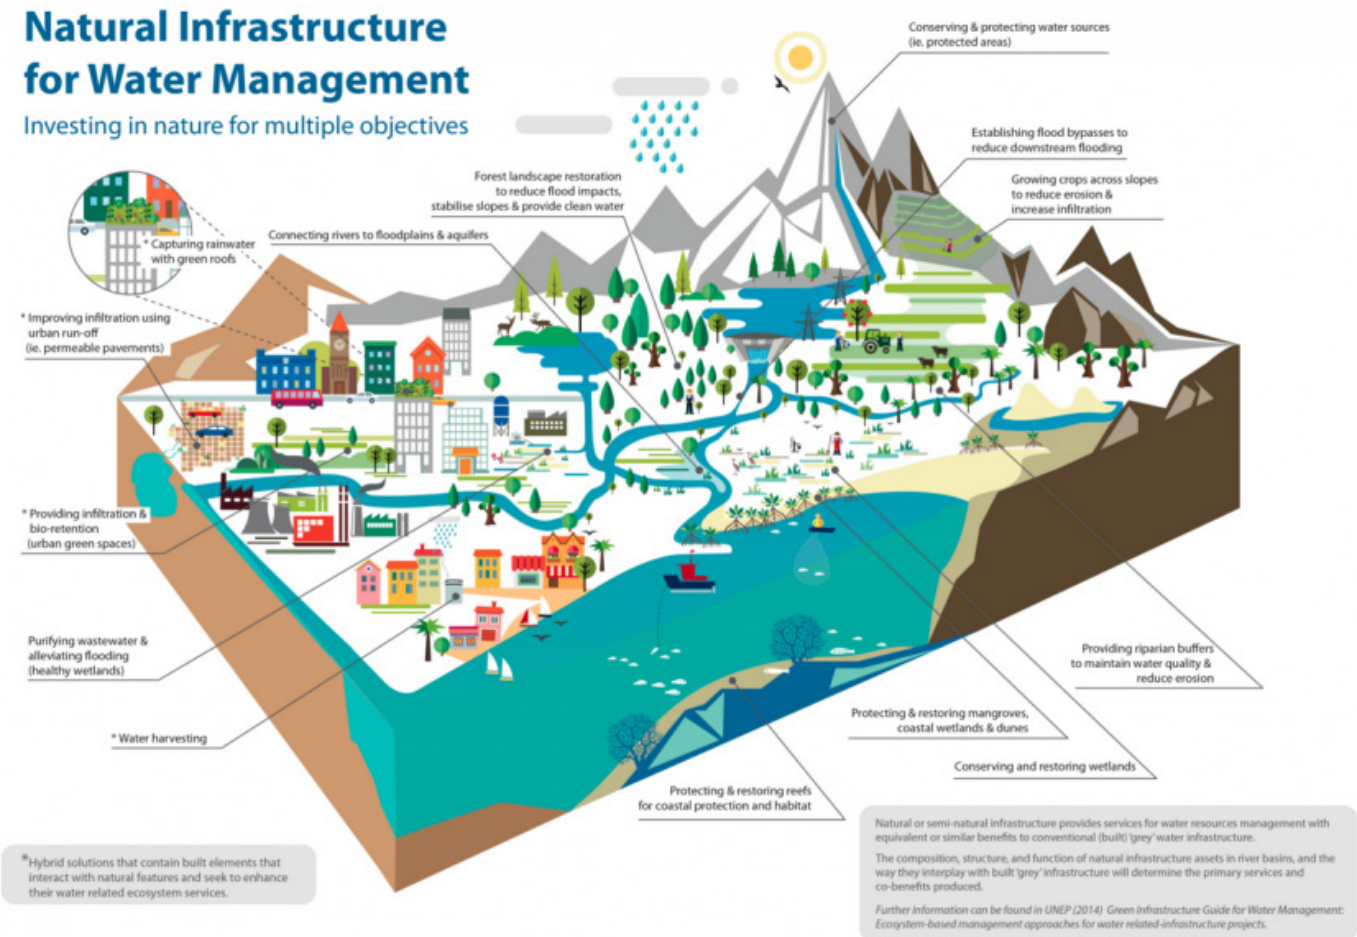 Natural Infrastructure
for Water Management
Investing in nature for multiple objectives
Conserving & protecting water sources
(ie. protected areas)
Establishing flood bypasses to
reduce downstream flooding
Growing crops across slopes
to reduce erosion &
increase infiltration
Forest landscape restoration
to reduce flood impacts,
stabilise slopes & provide clean water
Connecting rivers to floodplains & aquifers
* Capturing rainwater
with green roofs
* Improving infiltration using
urban run-off
(ie. permeable pavements)
* Providing infiltration &
bio-retention
(urban green spaces)
Purifying wastewater &
alleviating flooding
(healthy wetlands)
* Water harvesting
Providing riparian buffers
to maintain water quality &
reduce erosion
Protecting & restoring mangroves,
coastal wetlands & dunes
Conserving and restoring wetlands
Protecting & restoring reefs
for coastal protection and habitat
*Hybrid solutions that contain built elements that
interact with natural features and seek to enhance
their water related ecosystem services.
Natural or semi-natural infrastructure provides services for water resources management with
equivalent or similar benefits to conventional (built) 'grey' water infrastructure.
The composition, structure, and function of natural infrastructure assets in river basins, and the
way they interplay with built 'grey' infrastructure will determine the primary services and
co-benefits produced.
Further information can be found in UNEP (2014) Green Infrastructure Guide for Water Management:
Ecosystem-based management approaches for water related-infrastructure projects.